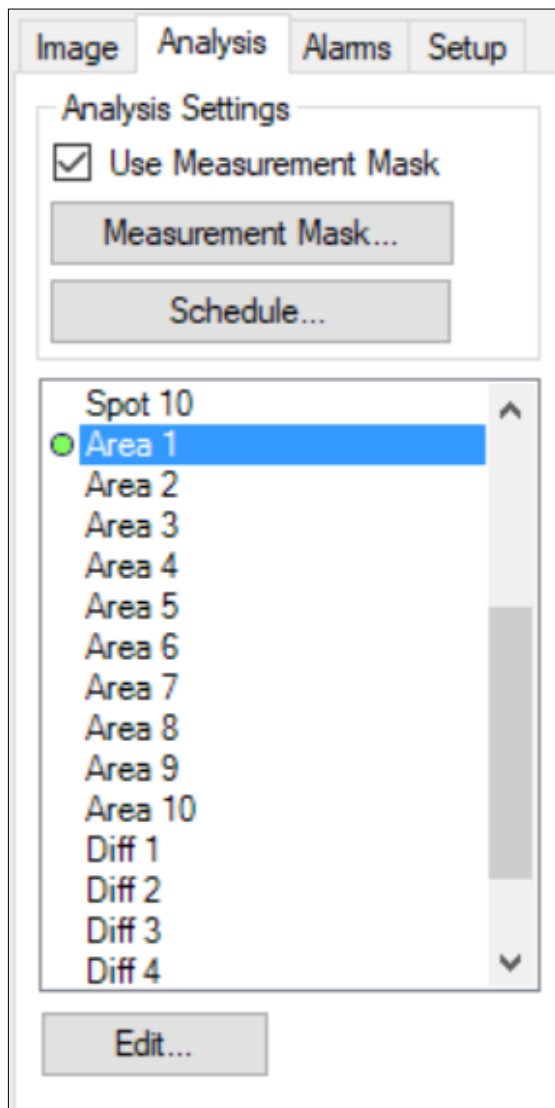 Image Analysis Alarms Setup
Analysis Settings
Use Measurement Mask
Measurement Mask...
Schedule...
Spot 10
Area 1
Area 2
Area 3
Area 4
Area 5
Area 6
Area 7
Area 8
Area 9
Area 10
Diff 1
Diff 2
Diff 3
Diff 4
Edit...